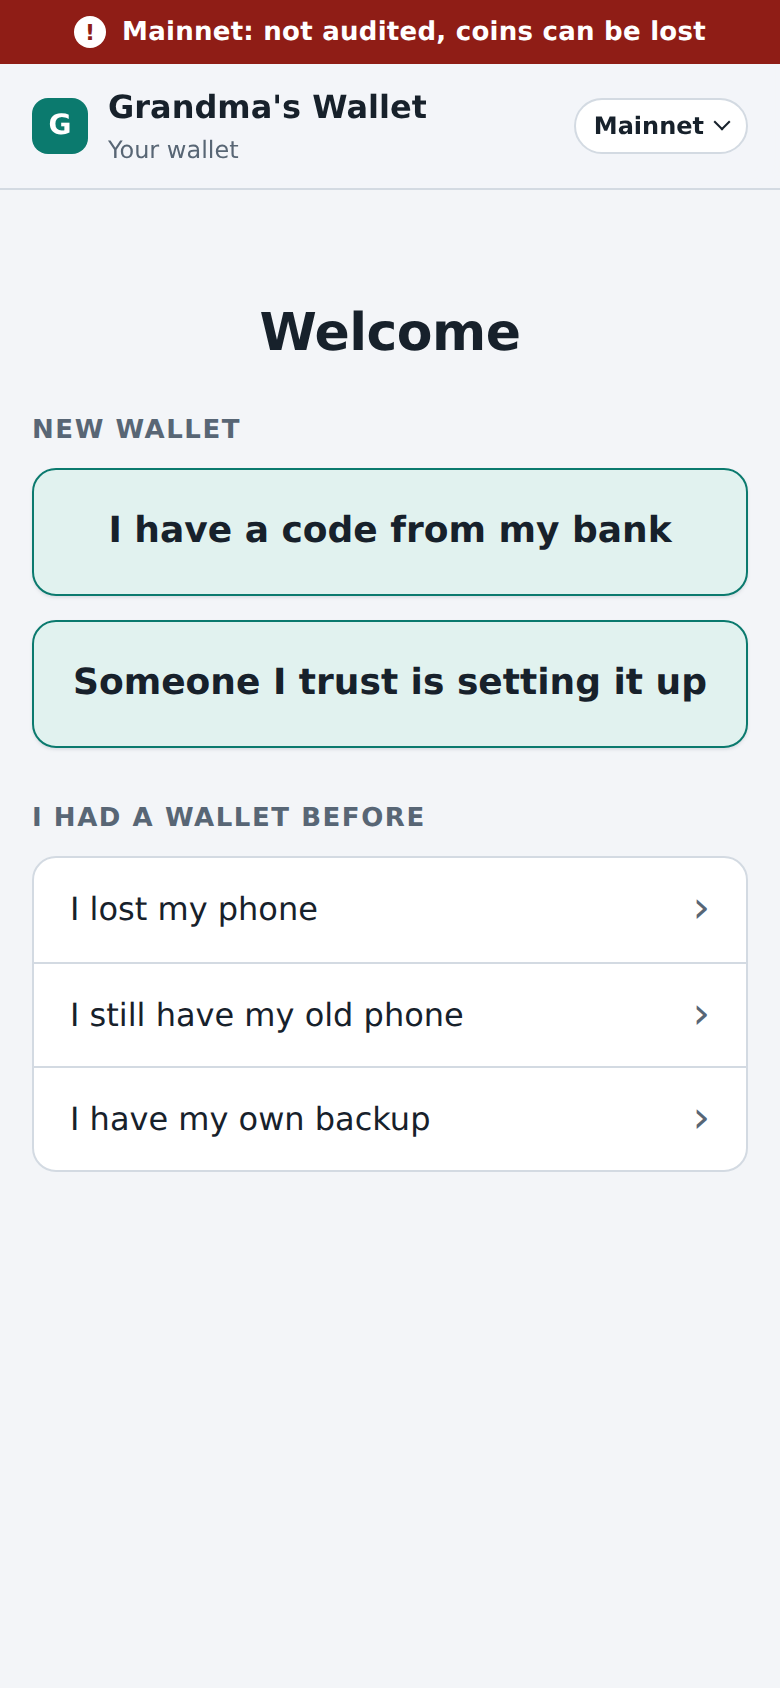 ! Mainnet: not audited, coins can be lost
G
Grandma's Wallet
Your wallet
Mainnet
Welcome
NEW WALLET
I have a code from my bank
Someone I trust is setting it up
I HAD A WALLET BEFORE
I lost my phone
I still have my old phone
I have my own backup